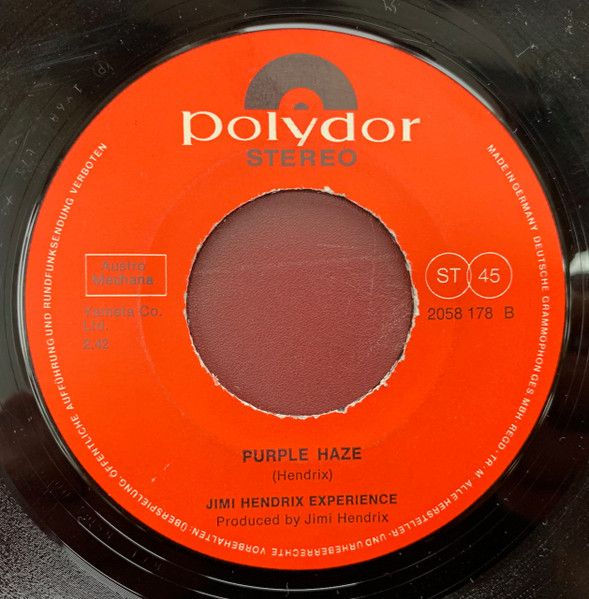 polydor
STEREO
Austro
Mechana
Yameta Co.
Ltd.
2.42
ST 45
2058 178 B
PURPLE HAZE
(Hendrix)
JIMI HENDRIX EXPERIENCE
Produced by Jimi Hendrix
MADE IN GERMANY DEUTSCHE GRAMMOPHON GES. MBH REGD·TR·M·ALLE HERSTELLER- UND URHEBERRECHTE VORBEHALTEN. ÜBERSPIELUNG, ÖFFENTLICHE AUFFÜHRUNG UND RUNDFUNKSENDUNG VERBOTEN